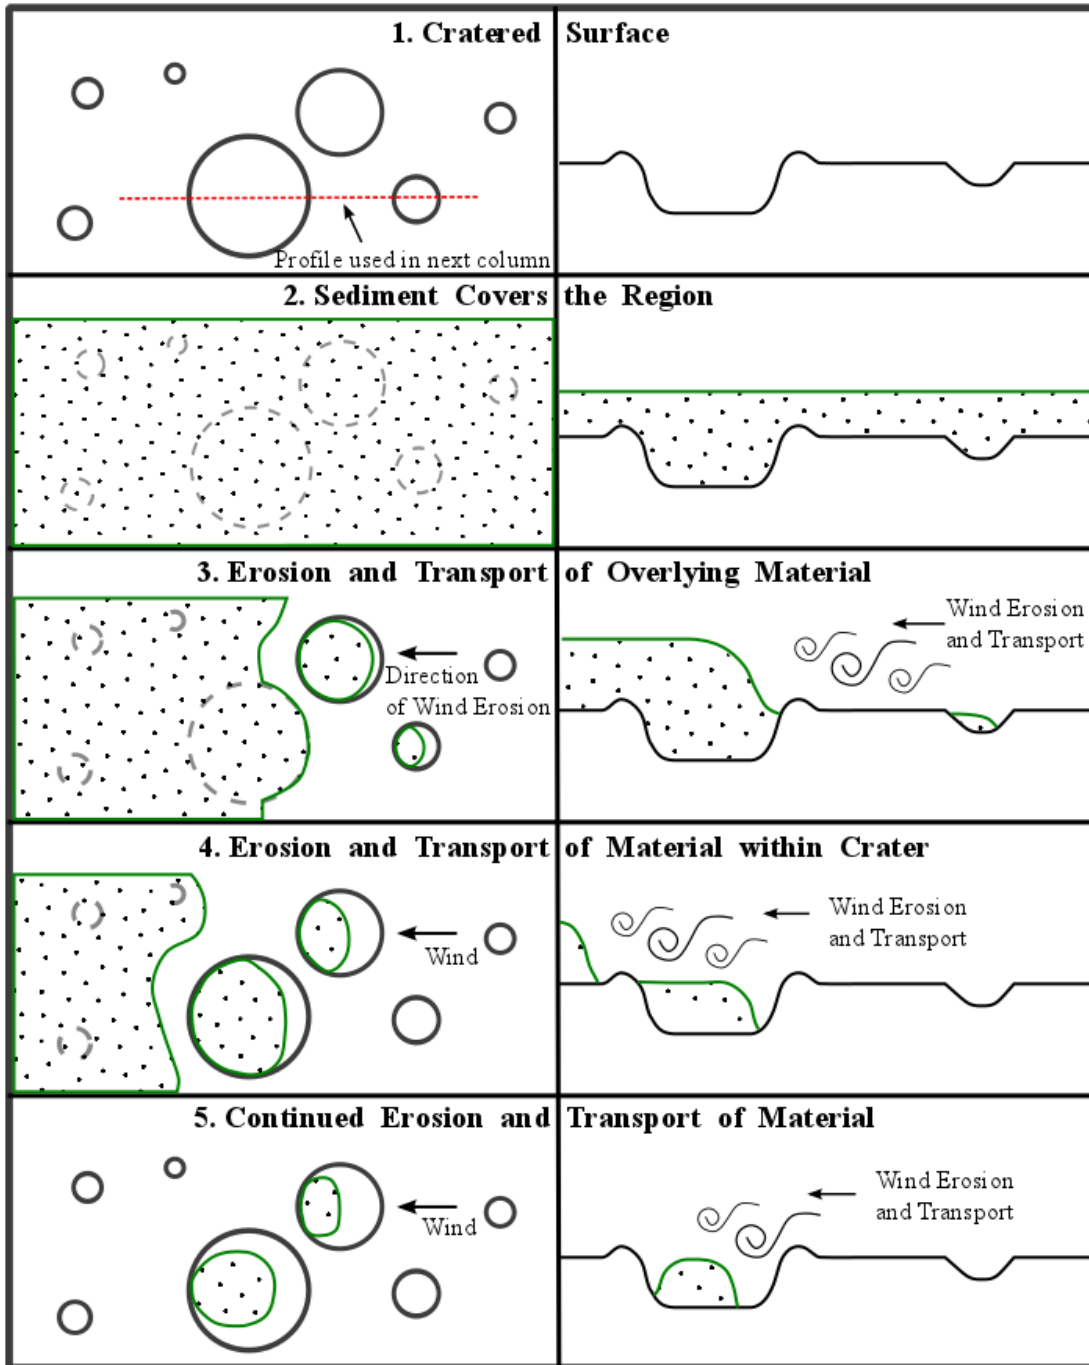 1. Cratered Surface
Profile used in next column
2. Sediment Covers the Region
3. Erosion and Transport of Overlying Material
Direction
of Wind Erosion
Wind Erosion
and Transport
4. Erosion and Transport of Material within Crater
Wind
Wind Erosion
and Transport
5. Continued Erosion and Transport of Material
Wind
Wind Erosion
and Transport